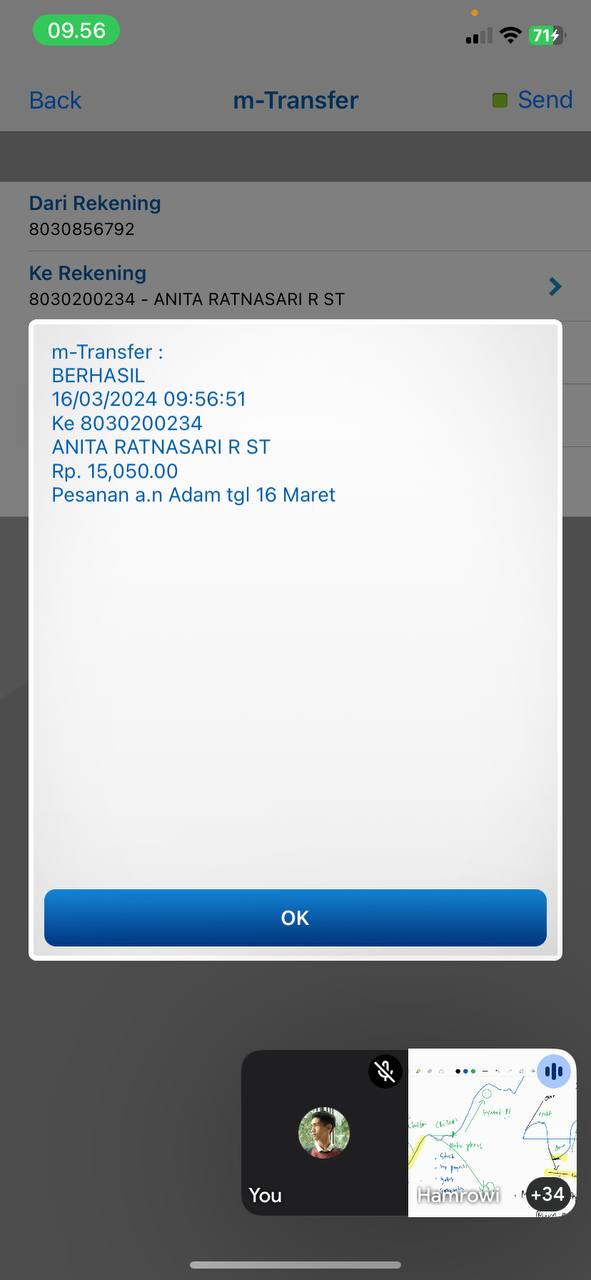 09.56
71
Back
m-Transfer
Send
Dari Rekening
8030856792
Ke Rekening
8030200234 - ANITA RATNASARI R ST
m-Transfer :
BERHASIL
16/03/2024 09:56:51
Ke 8030200234
ANITA RATNASARI R ST
Rp. 15,050.00
Pesanan a.n Adam tgl 16 Maret
OK
You
Hamrowi
+34